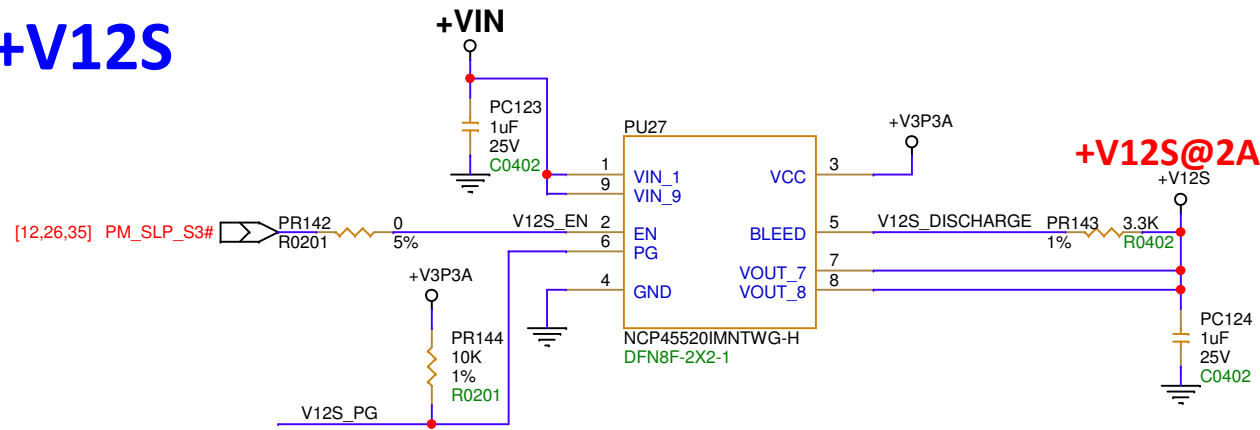 +V12S
+VIN
PC123
1uF
25V
C0402
PU27
+V3P3A
+V12S@2A
+V12S
1
VIN_1
VCC
3
9
VIN_9
[12,26,35] PM_SLP_S3#
PR142
0
R0201
5%
V12S_EN
2
EN
BLEED
5
V12S_DISCHARGE
PR143
3.3K
1%
R0402
6
PG
+V3P3A
VOUT_7
7
4
GND
VOUT_8
8
PR144
10K
1%
R0201
NCP45520IMNTWG-H
DFN8F-2X2-1
PC124
1uF
25V
C0402
V12S_PG